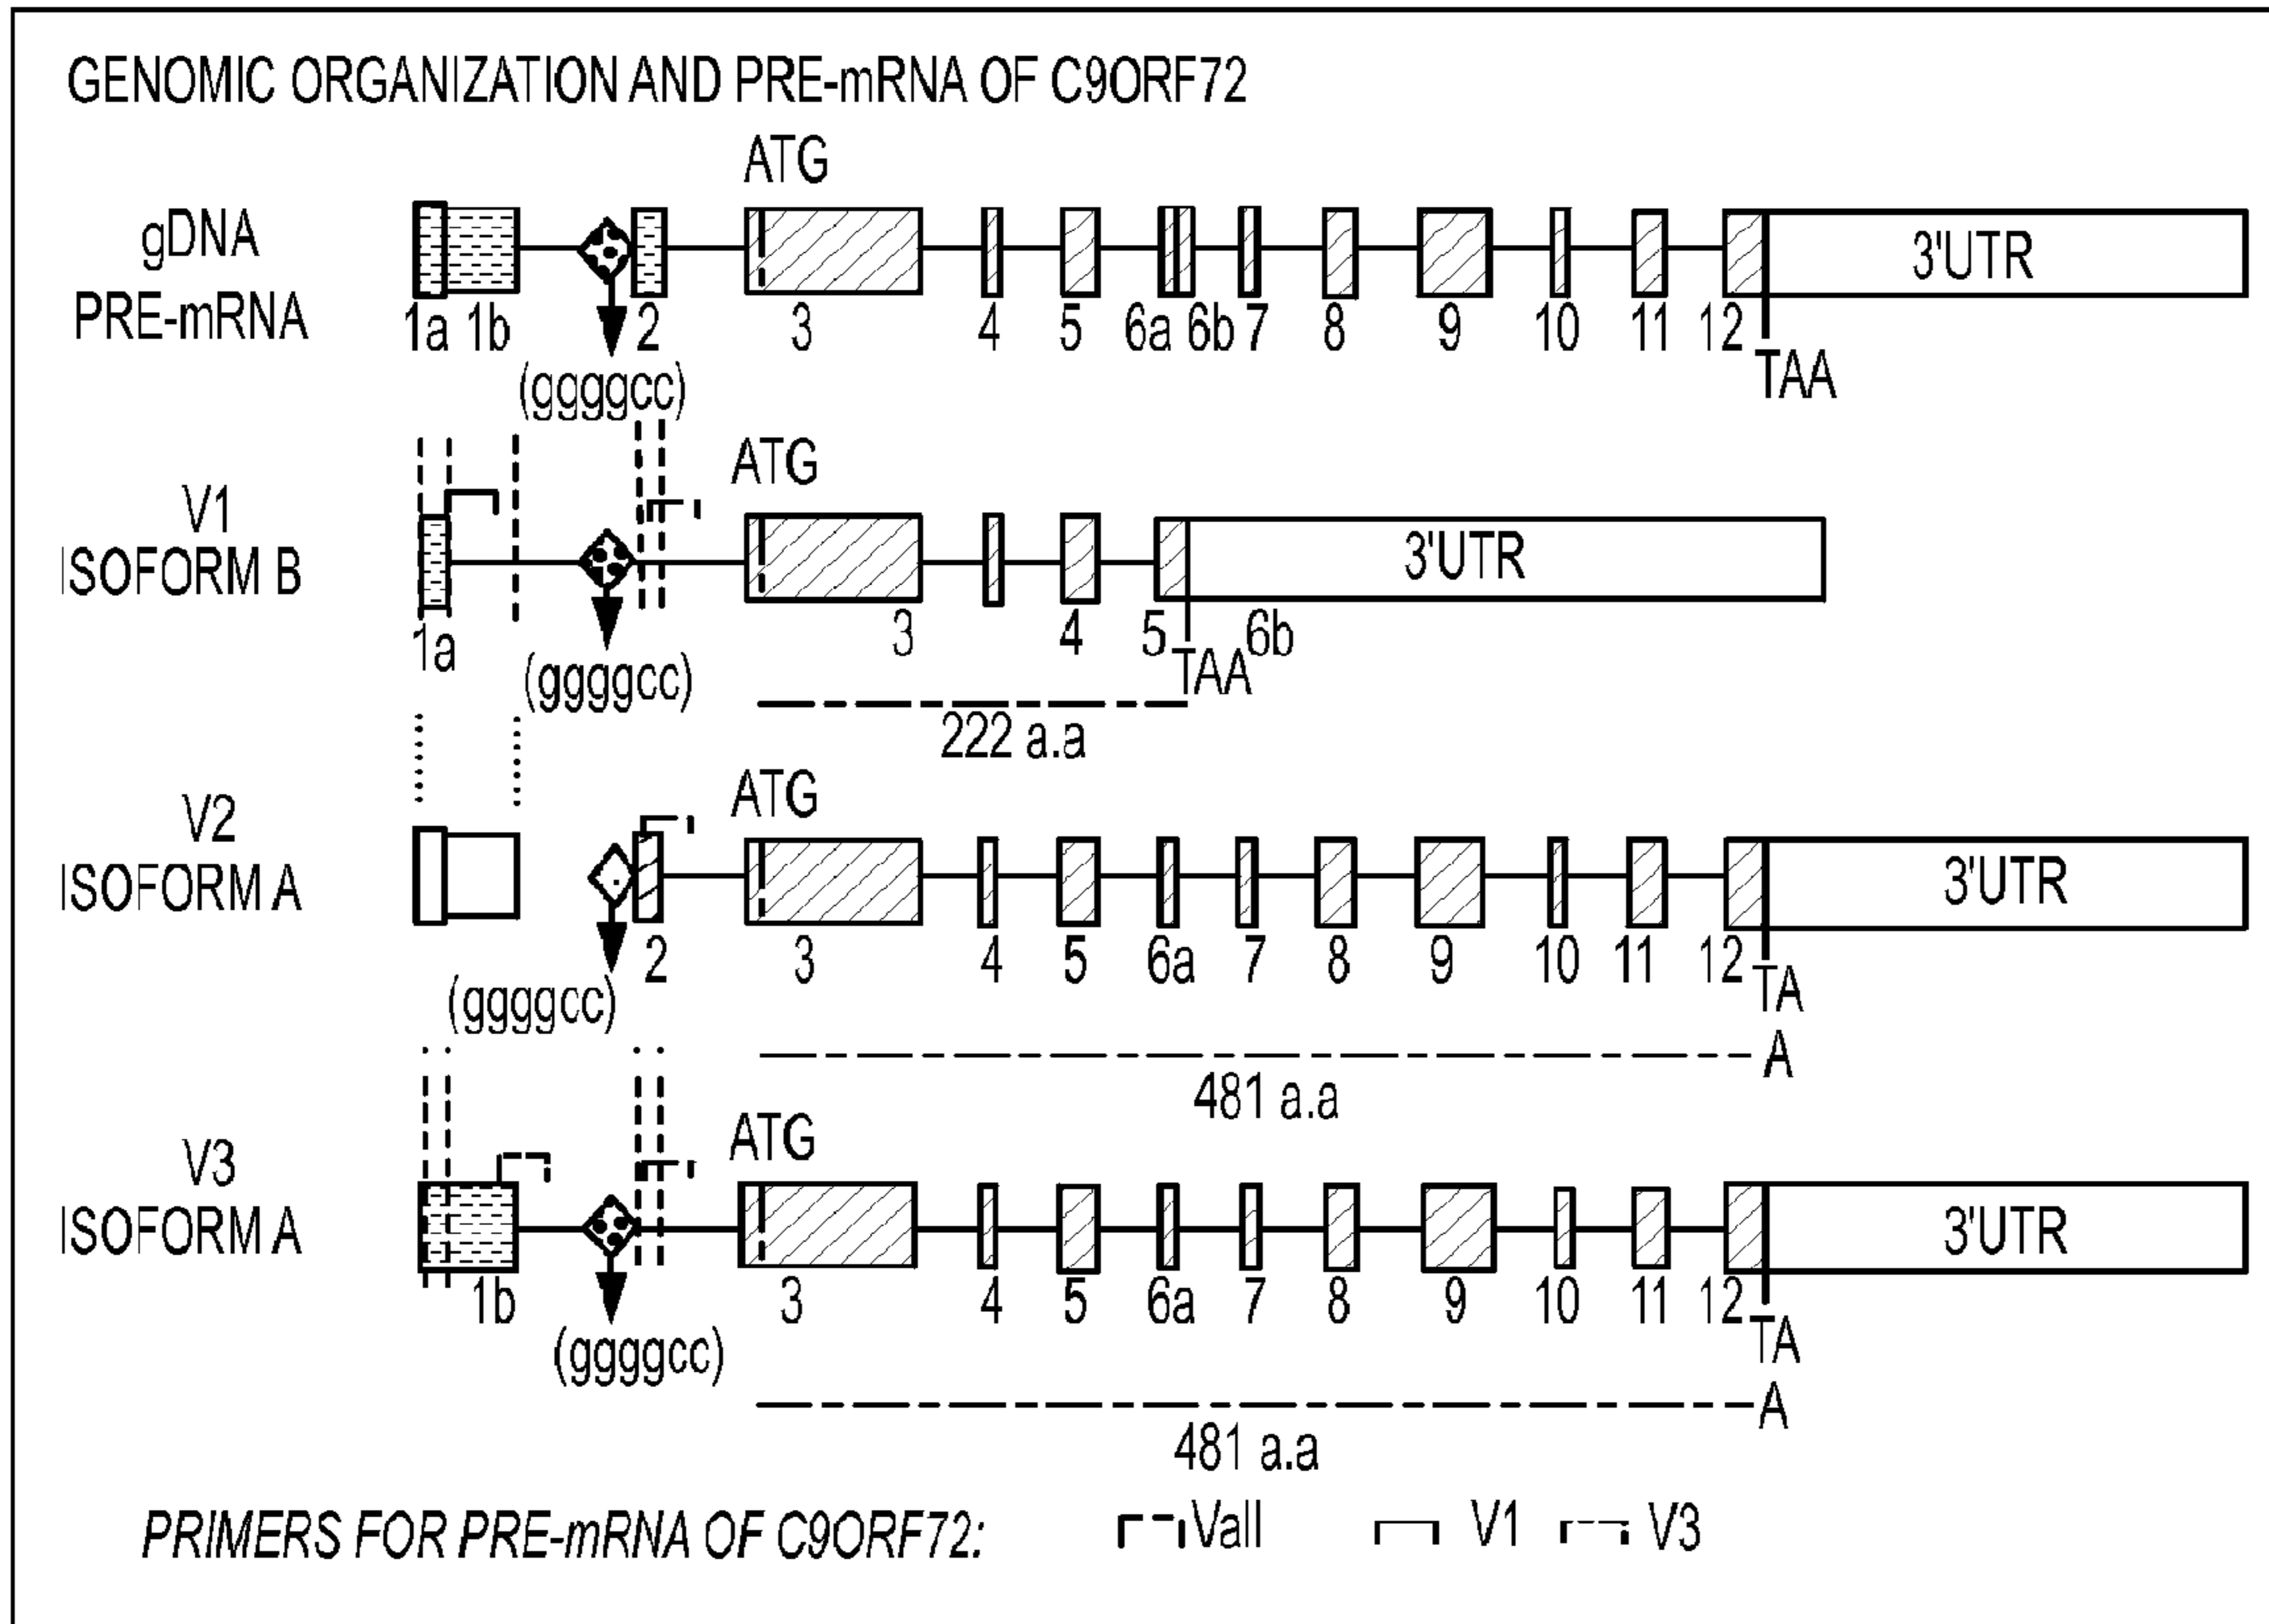 GENOMIC ORGANIZATION AND PRE-mRNA OF C9ORF72
ATG
gDNA
PRE-mRNA
3'UTR
1a 1b 2 3 4 5 6a 6b 7 8 9 10 11 12
TAA
(ggggcc)
ATG
V1
ISOFORM B
3'UTR
1a 3 4 5 6b
TAA
(ggggcc)
222 a.a
ATG
V2
ISOFORM A
3'UTR
2 3 4 5 6a 7 8 9 10 11 12
TA
A
(ggggcc)
481 a.a
ATG
V3
ISOFORM A
3'UTR
1b 3 4 5 6a 7 8 9 10 11 12
TA
A
(ggggcc)
481 a.a
PRIMERS FOR PRE-mRNA OF C9ORF72: Vall V1 V3